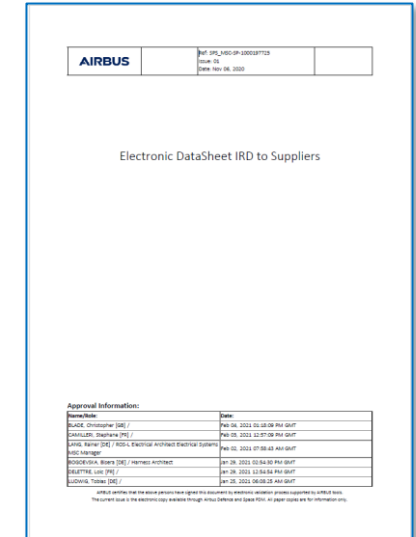 AIRBUS
Ref: SPS_MSC-SP-1000197725
Issue: 01
Date: Nov 06, 2020
Electronic DataSheet IRD to Suppliers
Approval Information:
Name/Role: Date:
BLADE, Christopher [GB] / Feb 04, 2021 01:18:09 PM GMT
CAMILLERI, Stephane [FR] / Feb 03, 2021 12:57:09 PM GMT
LANG, Rainer [DE] / ROS-L Electrical Architect Electrical Systems, MSC Manager Feb 02, 2021 07:58:43 AM GMT
BOGOEVSKA, Bisera [DE] / Harness Architect Jan 29, 2021 02:54:30 PM GMT
DELETTRE, Loic [FR] / Jan 29, 2021 12:54:54 PM GMT
LUDWIG, Tobias [DE] / Jan 25, 2021 06:08:25 AM GMT
AIRBUS certifies that the above persons have signed this document by electronic validation process supported by AIRBUS tools.
The current issue is the electronic copy available through Airbus Defence and Space PDM. All paper copies are for information only.